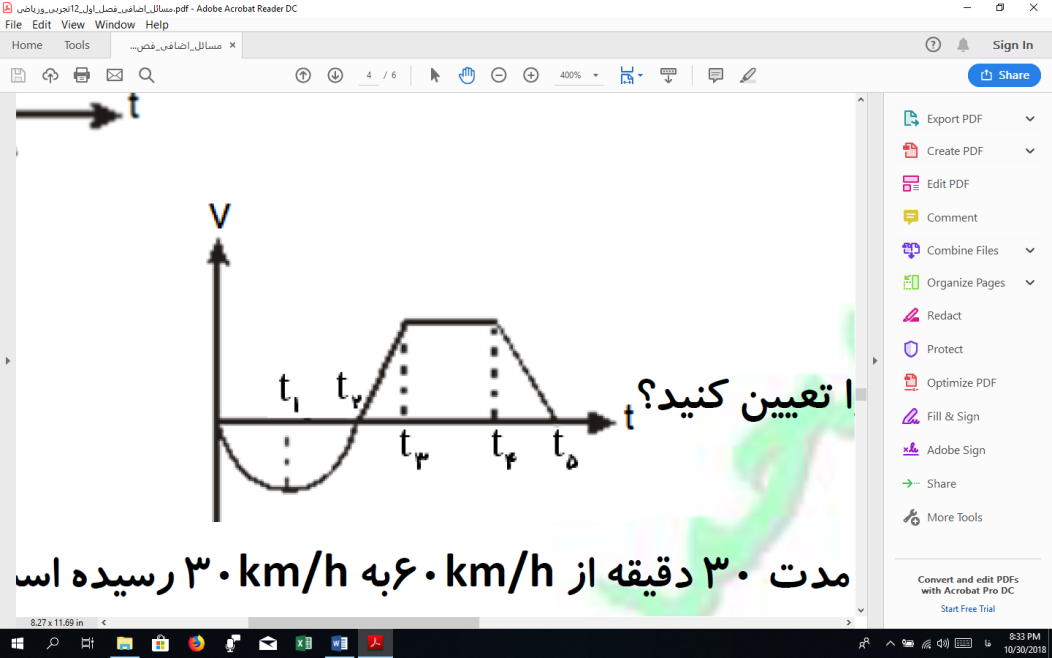 مسائل_اضافی_فصل_اول_12تجربی_وریاضی.pdf - Adobe Acrobat Reader DC
File Edit View Window Help
Home Tools مسائل_اضافی_فص... × Sign In
4 / 6 400% Share
t
V
t۱ t۲
t
t۳ t۴ t۵
ا تعیین کنید؟
مدت ۳۰ دقیقه از ۶۰km/h به ۳۰km/h رسیده اس
Export PDF
Create PDF
Edit PDF
Comment
Combine Files
Organize Pages
Redact
Protect
Optimize PDF
Fill & Sign
Adobe Sign
Share
More Tools
Convert and edit PDFs
with Acrobat Pro DC
Start Free Trial
8.27 x 11.69 in
فا
8:33 PM
10/30/2018